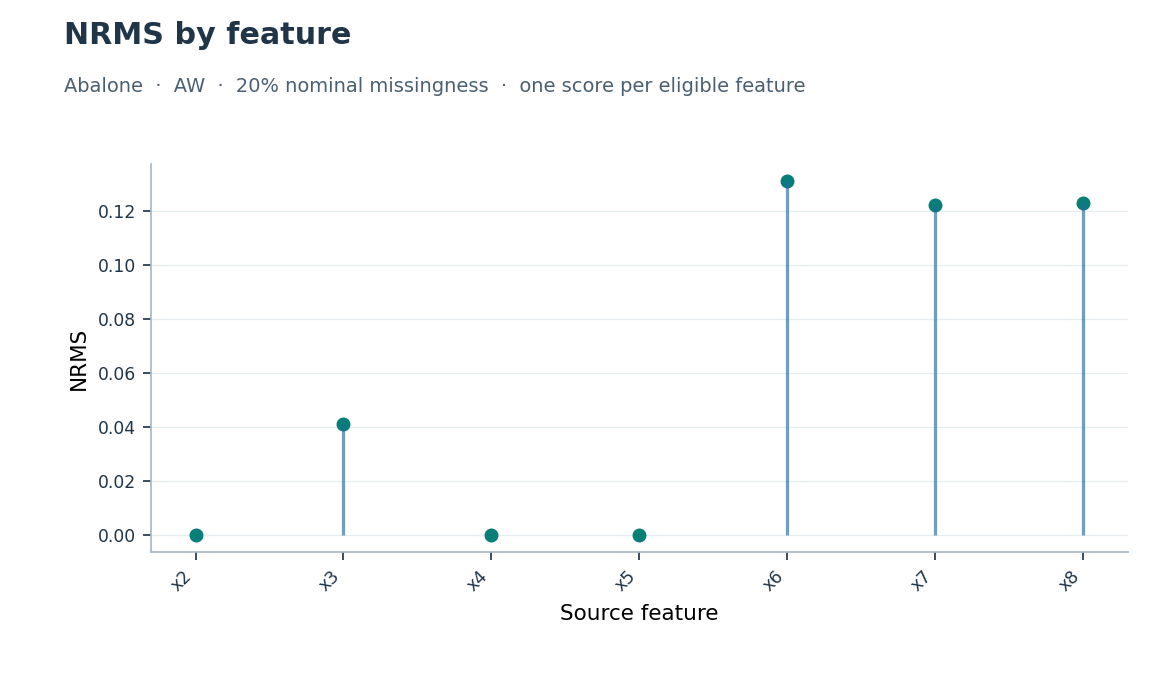 NRMS by feature
Abalone · AW · 20% nominal missingness · one score per eligible feature
NRMS
0.12
0.10
0.08
0.06
0.04
0.02
0.00
x2 x3 x4 x5 x6 x7 x8
Source feature